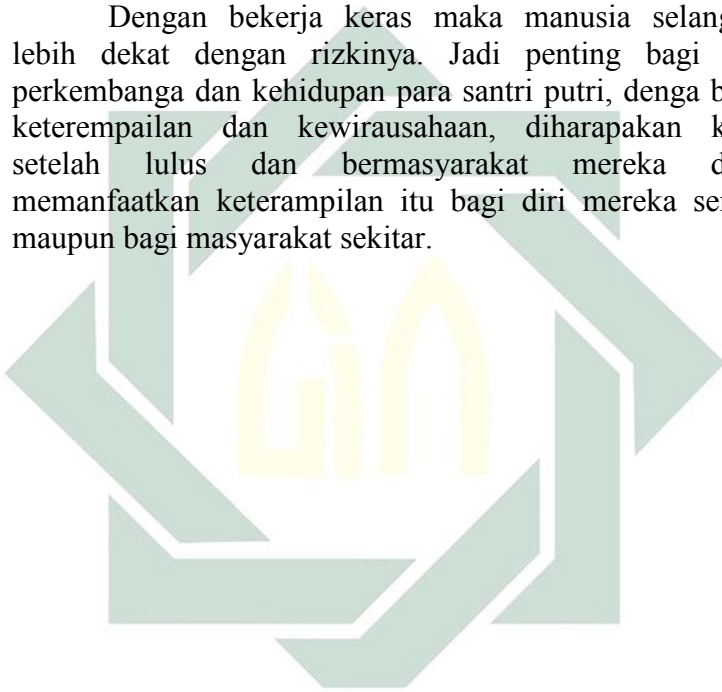 Dengan bekerja keras maka manusia selang
lebih dekat dengan rizkinya. Jadi penting bagi
perkembanga dan kehidupan para santri putri, denga b
keterempailan dan kewirausahaan, diharapakan k
setelah lulus dan bermasyarakat mereka d
memanfaatkan keterampilan itu bagi diri mereka se
maupun bagi masyarakat sekitar.